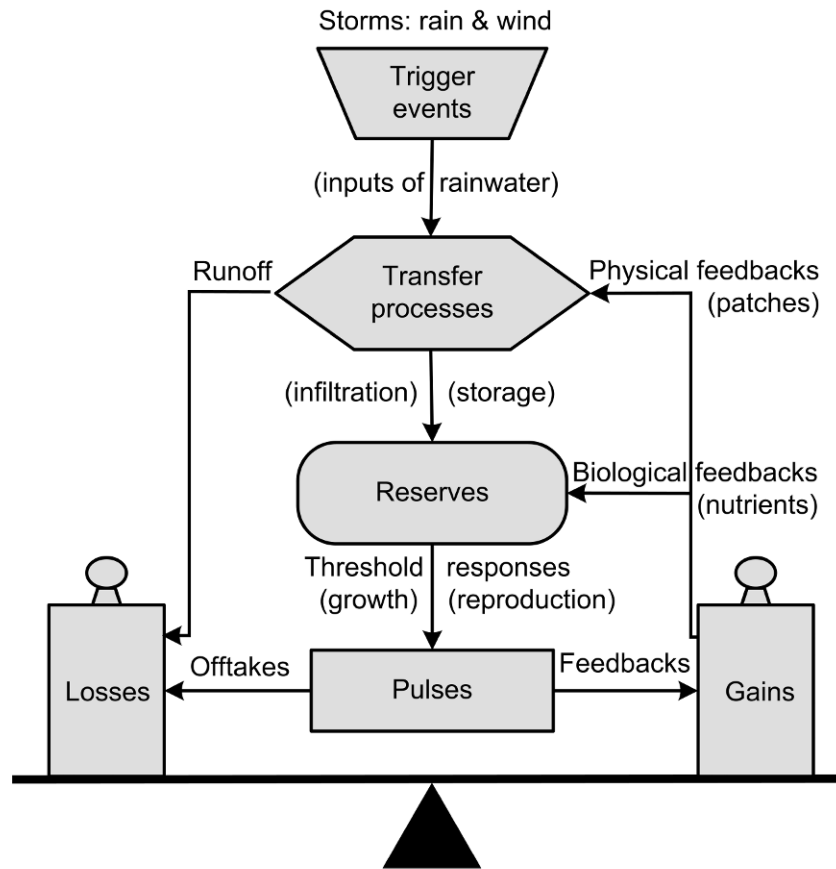 Storms: rain & wind
Trigger
events
(inputs of rainwater)
Runoff
Transfer
processes
Physical feedbacks
(patches)
(infiltration) (storage)
Reserves
Biological feedbacks
(nutrients)
Threshold responses
(growth) (reproduction)
Losses
Offtakes
Pulses
Feedbacks
Gains